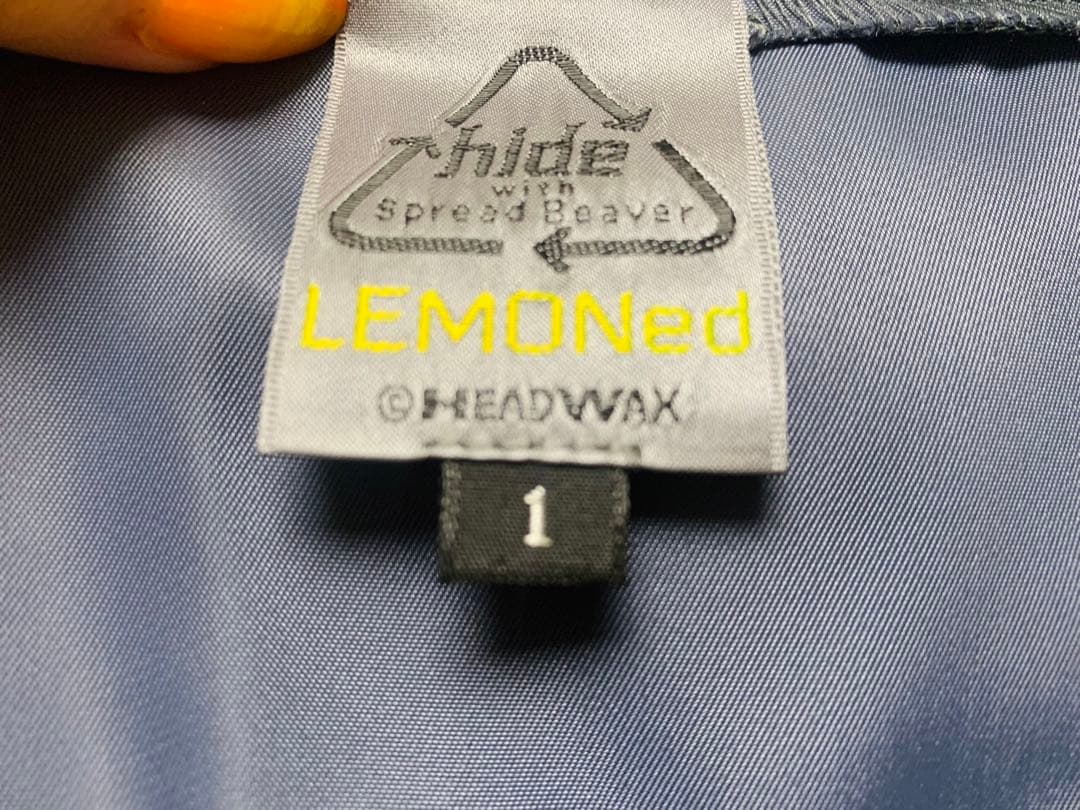 hide
with
Spread Beaver
LEMONed
©HEADWAX
1